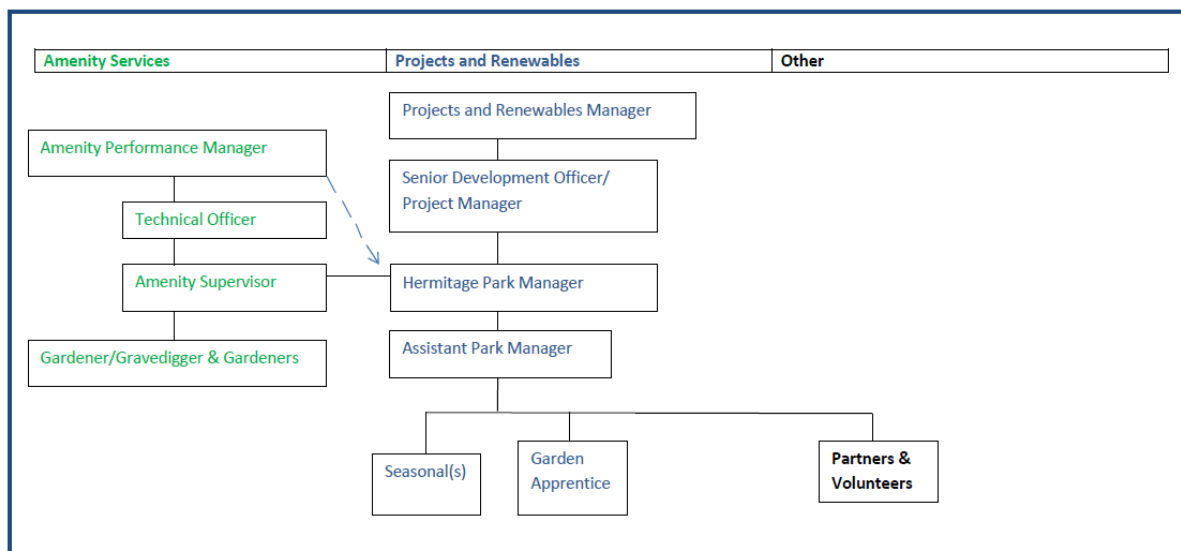 Amenity Services
Projects and Renewables
Other
Projects and Renewables Manager
Amenity Performance Manager
Senior Development Officer/
Project Manager
Technical Officer
Amenity Supervisor
Hermitage Park Manager
Gardener/Gravedigger & Gardeners
Assistant Park Manager
Seasonal(s)
Garden
Apprentice
Partners &
Volunteers